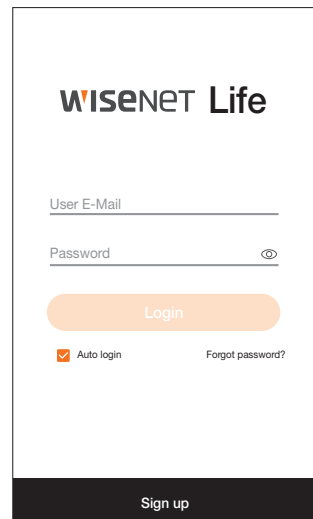 WISENET Life
User E-Mail
Password
Login
Auto login Forgot password?
Sign up